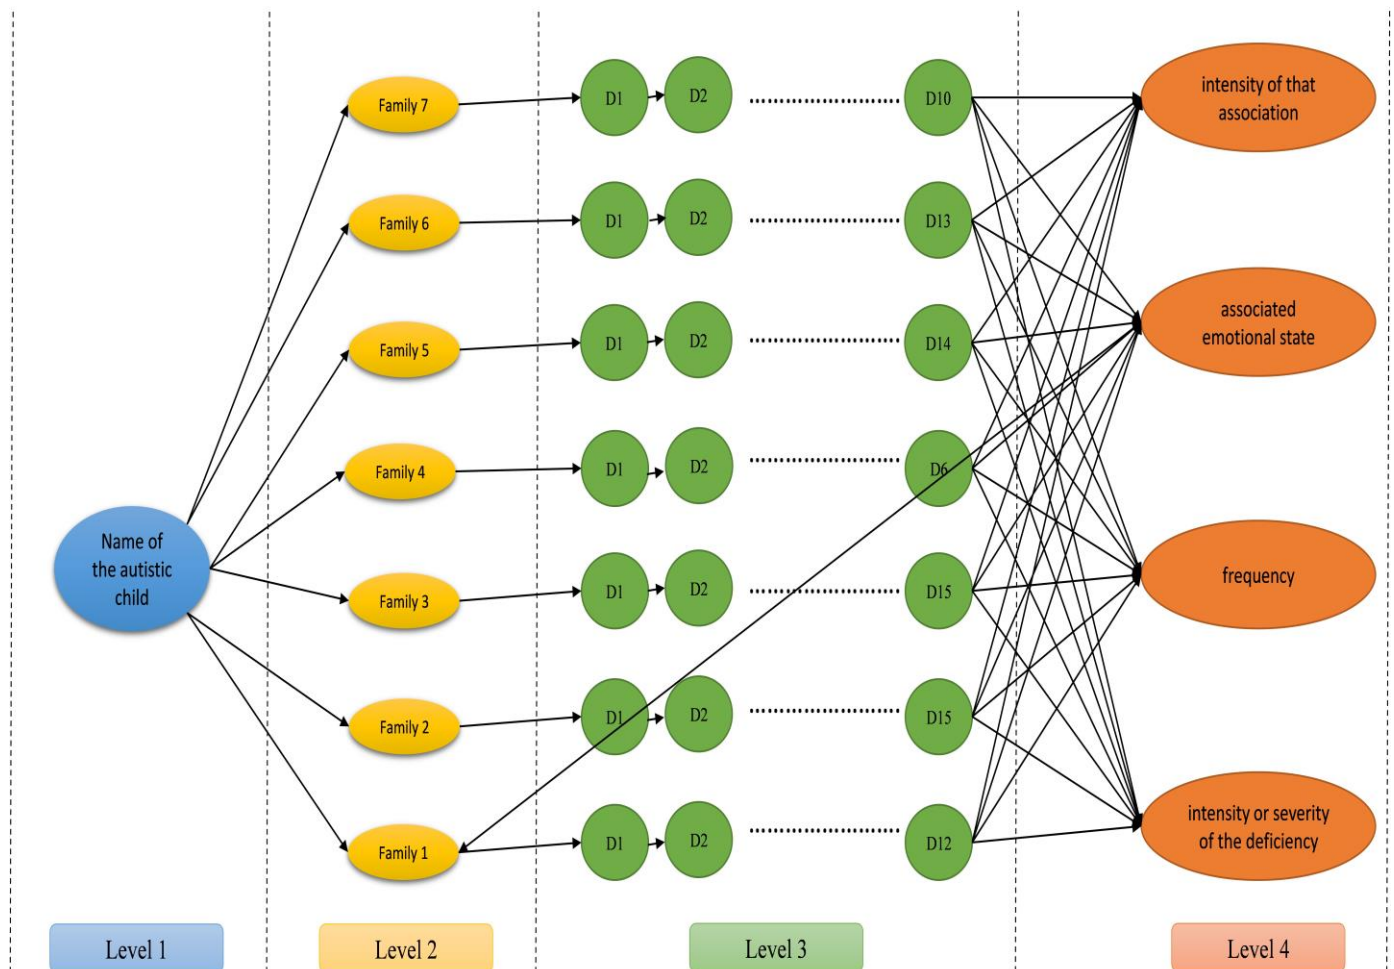 Family 7
D1
D2
D10
intensity of that
association
Family 6
D1
D2
D13
Family 5
D1
D2
D14
associated
emotional state
Family 4
D1
D2
D6
Name of
the autistic
child
Family 3
D1
D2
D15
frequency
Family 2
D1
D2
D15
Family 1
D1
D2
D12
intensity or severity
of the deficiency
Level 1
Level 2
Level 3
Level 4